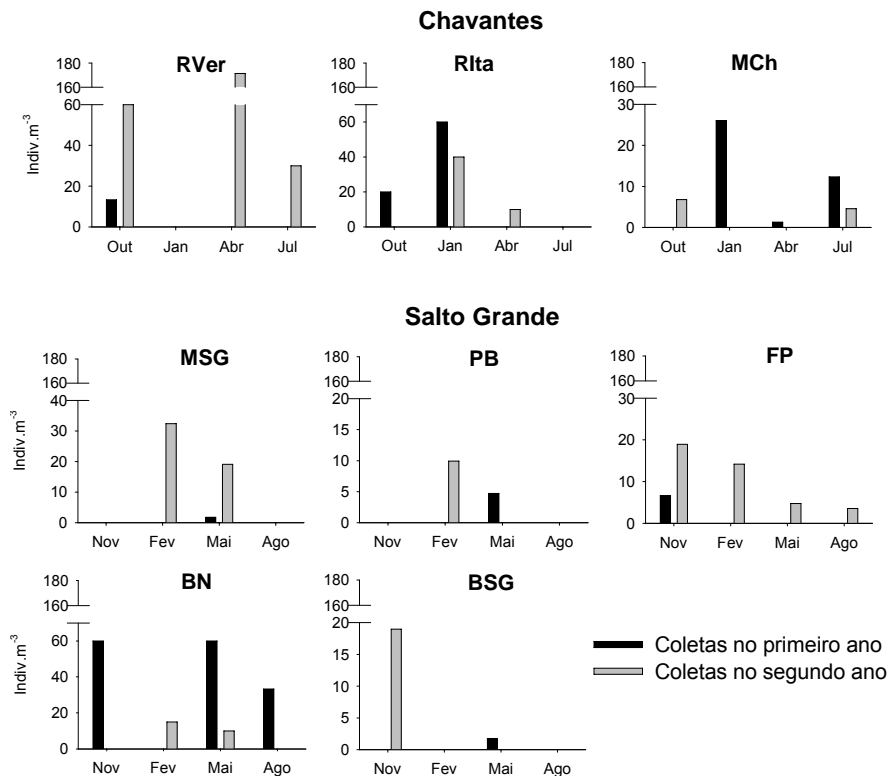 Chavantes
RVer
RIta
MCh
180
160
60
40
20
0
Indiv.m-3
Out Jan Abr Jul
180
160
60
40
20
0
Out Jan Abr Jul
180
160
30
20
10
0
Out Jan Abr Jul
Salto Grande
MSG
PB
FP
180
160
40
30
20
10
0
Indiv.m-3
Nov Fev Mai Ago
180
160
20
15
10
5
0
Nov Fev Mai Ago
180
160
30
20
10
0
Nov Fev Mai Ago
BN
BSG
180
160
60
40
20
0
Indiv.m-3
Nov Fev Mai Ago
180
160
20
15
10
5
0
Nov Fev Mai Ago
Coletas no primeiro ano
Coletas no segundo ano